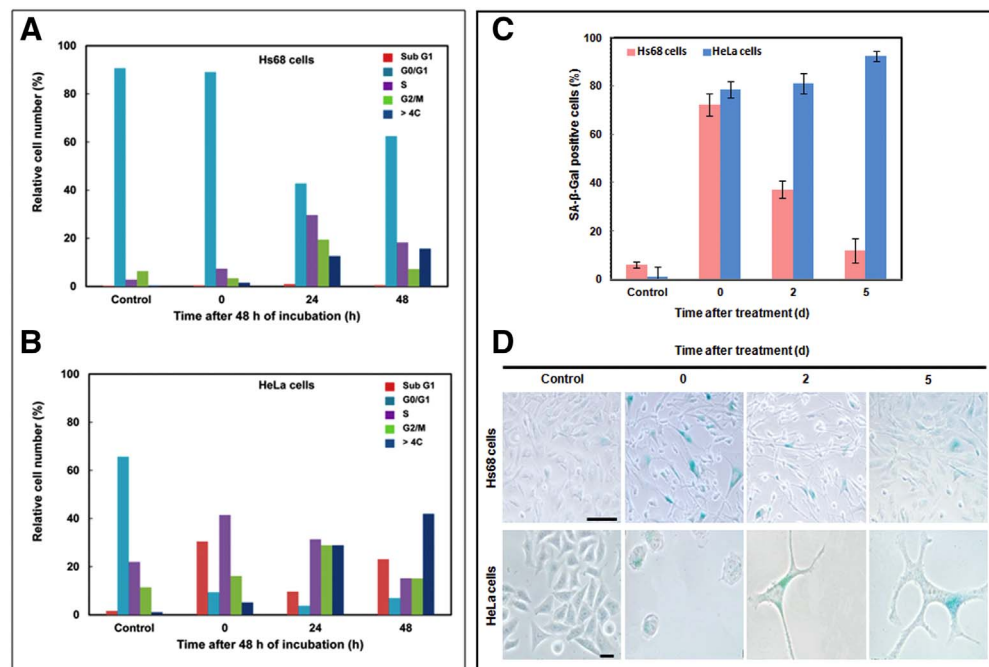 A
Hs68 cells
Relative cell number (%)
100
80
60
40
20
0
Sub G1
G0/G1
S
G2/M
> 4C
Control 0 24 48
Time after 48 h of incubation (h)
B
HeLa cells
Relative cell number (%)
100
80
60
40
20
0
Sub G1
G0/G1
S
G2/M
> 4C
Control 0 24 48
Time after 48 h of incubation (h)
C
Hs68 cells HeLa cells
SA-β-Gal positive cells (%)
100
80
60
40
20
0
Control 0 2 5
Time after treatment (d)
D
Time after treatment (d)
Control 0 2 5
Hs68 cells
HeLa cells